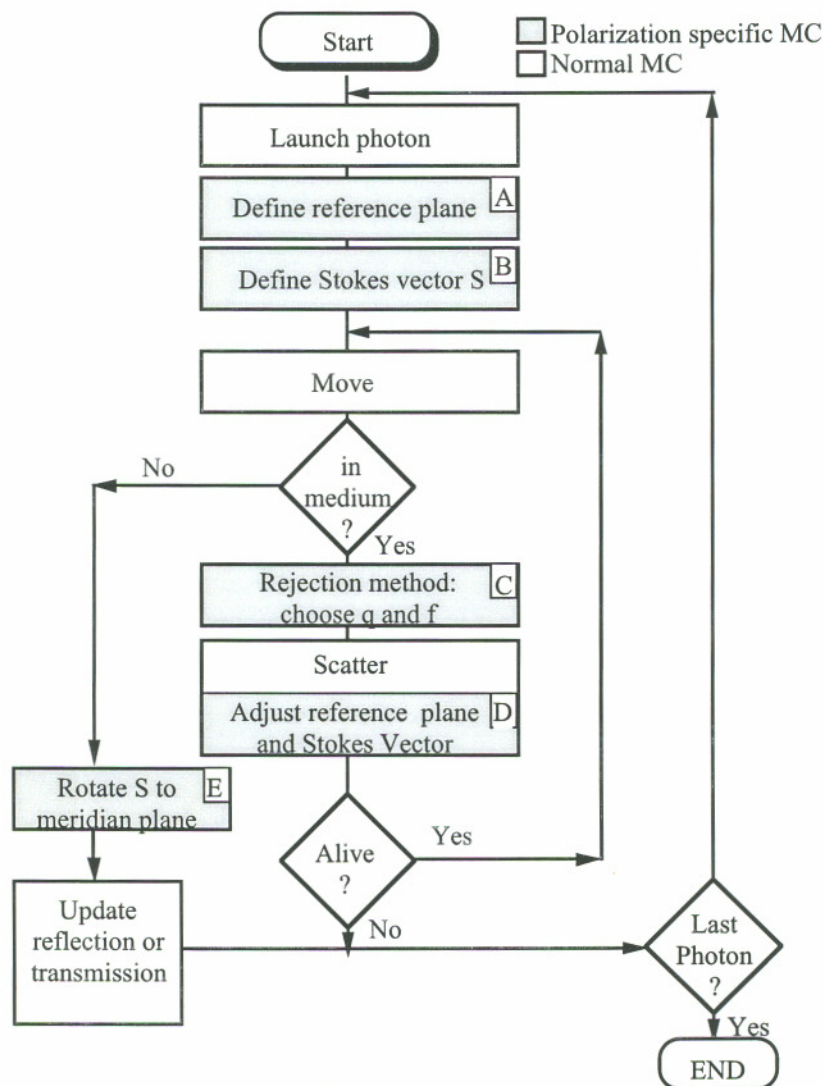 Start
Polarization specific MC
Normal MC
Launch photon
Define reference plane
A
Define Stokes vector S
B
Move
in
medium
?
No
Yes
Rejection method:
choose q and f
C
Scatter
Adjust reference plane
and Stokes Vector
D
Rotate S to
meridian plane
E
Alive
?
Yes
No
Update
reflection or
transmission
Last
Photon
?
Yes
END